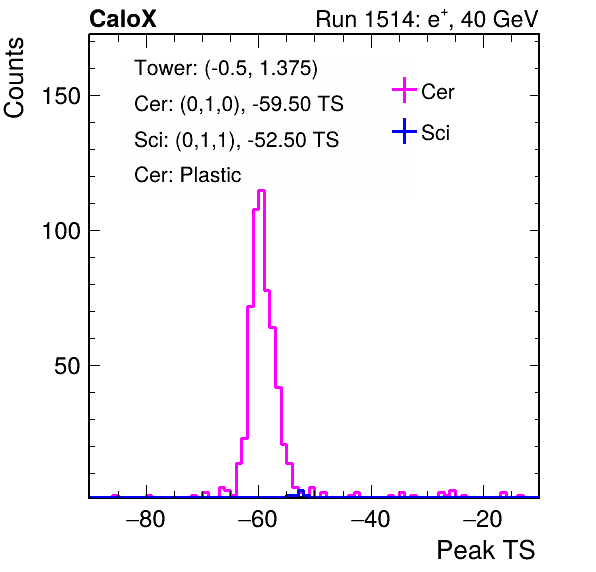 CaloX Run 1514: e+, 40 GeV
Counts
Tower: (-0.5, 1.375)
Cer: (0,1,0), -59.50 TS
Sci: (0,1,1), -52.50 TS
Cer: Plastic
Cer
Sci
150
100
50
−80 −60 −40 −20
Peak TS